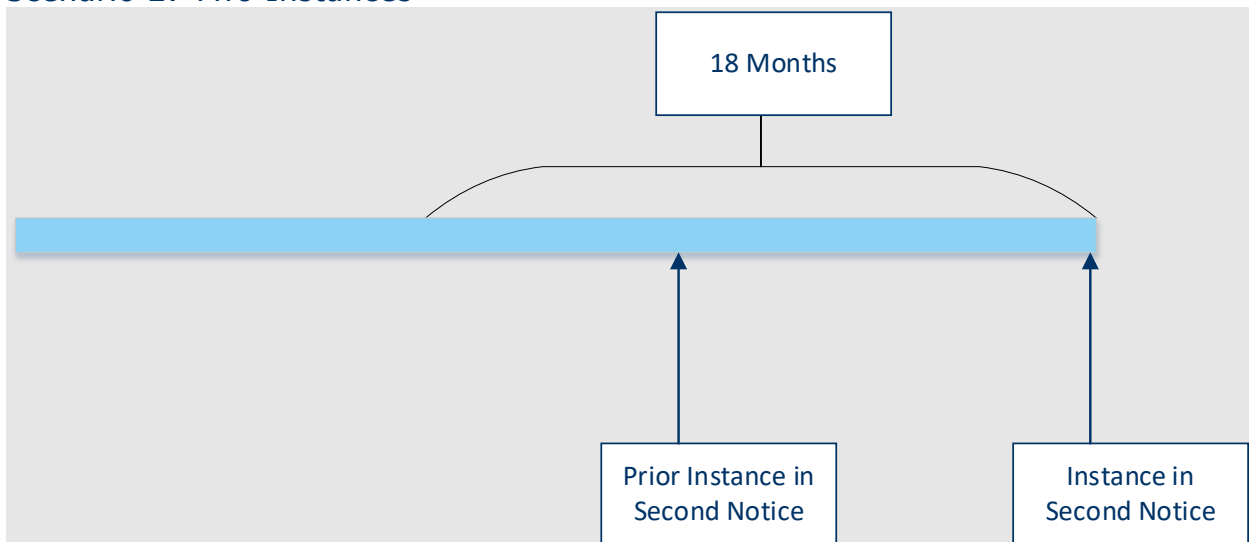 18 Months
Prior Instance in
Second Notice
Instance in
Second Notice